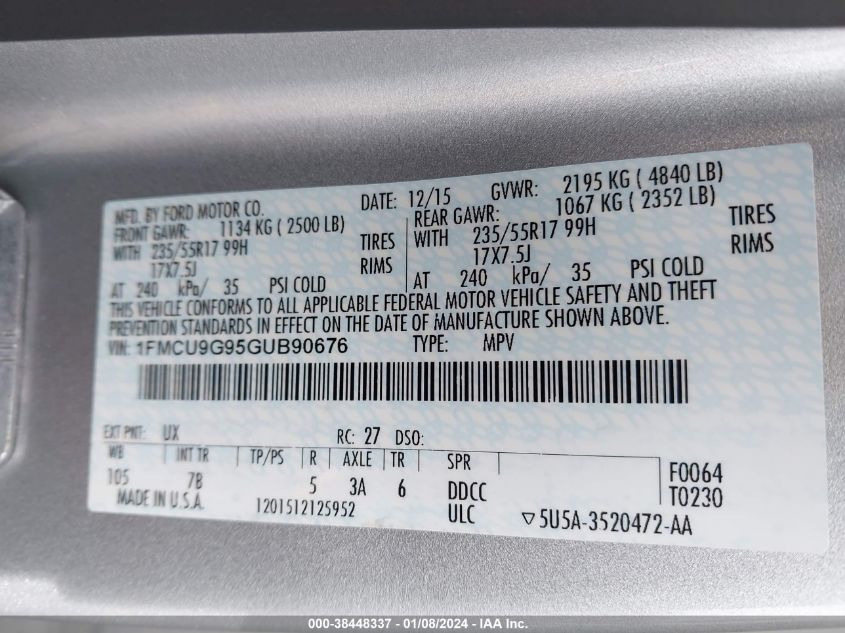 MFD. BY FORD MOTOR CO. DATE: 12/15 GVWR: 2195 KG ( 4840 LB)
FRONT GAWR: 1134 KG ( 2500 LB) REAR GAWR: 1067 KG ( 2352 LB)
WITH 235/55R17 99H TIRES WITH 235/55R17 99H TIRES
17X7.5J RIMS 17X7.5J RIMS
AT 240 kPa/ 35 PSI COLD AT 240 kPa/ 35 PSI COLD
THIS VEHICLE CONFORMS TO ALL APPLICABLE FEDERAL MOTOR VEHICLE SAFETY AND THEFT
PREVENTION STANDARDS IN EFFECT ON THE DATE OF MANUFACTURE SHOWN ABOVE.
VIN: 1FMCU9G95GUB90676 TYPE: MPV
EXT PNT: UX RC: 27 DSO:
WB INT TR TP/PS R AXLE TR SPR F0064
105 7B 5 3A 6 DDCC T0230
MADE IN U.S.A. 1201512125952 ULC ▽5U5A-3520472-AA
000-38448337 — 01/08/2024 — IAA Inc.